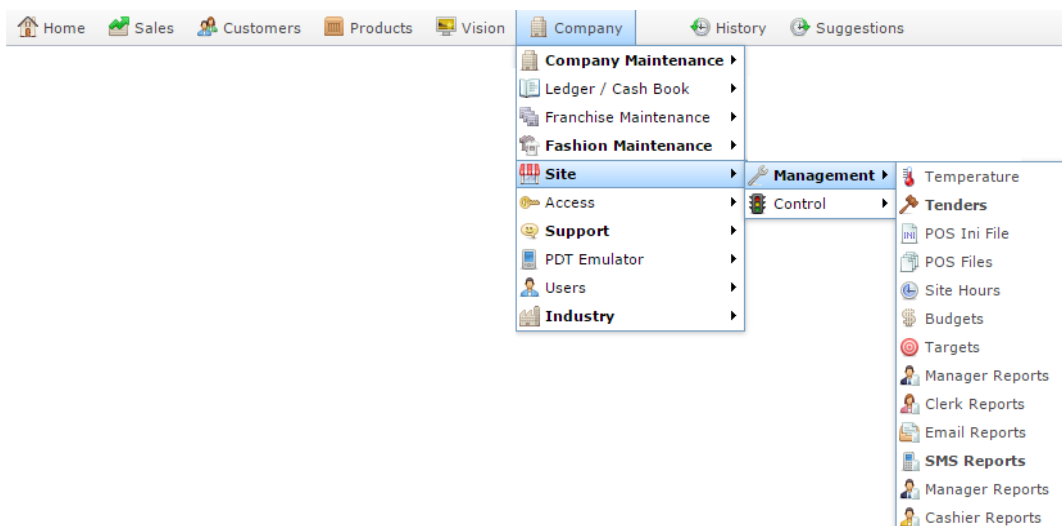 Home Sales Customers Products Vision Company History Suggestions
Company Maintenance
Ledger / Cash Book
Franchise Maintenance
Fashion Maintenance
Site
Access
Support
PDT Emulator
Users
Industry
Management
Control
Temperature
Tenders
POS Ini File
POS Files
Site Hours
Budgets
Targets
Manager Reports
Clerk Reports
Email Reports
SMS Reports
Manager Reports
Cashier Reports